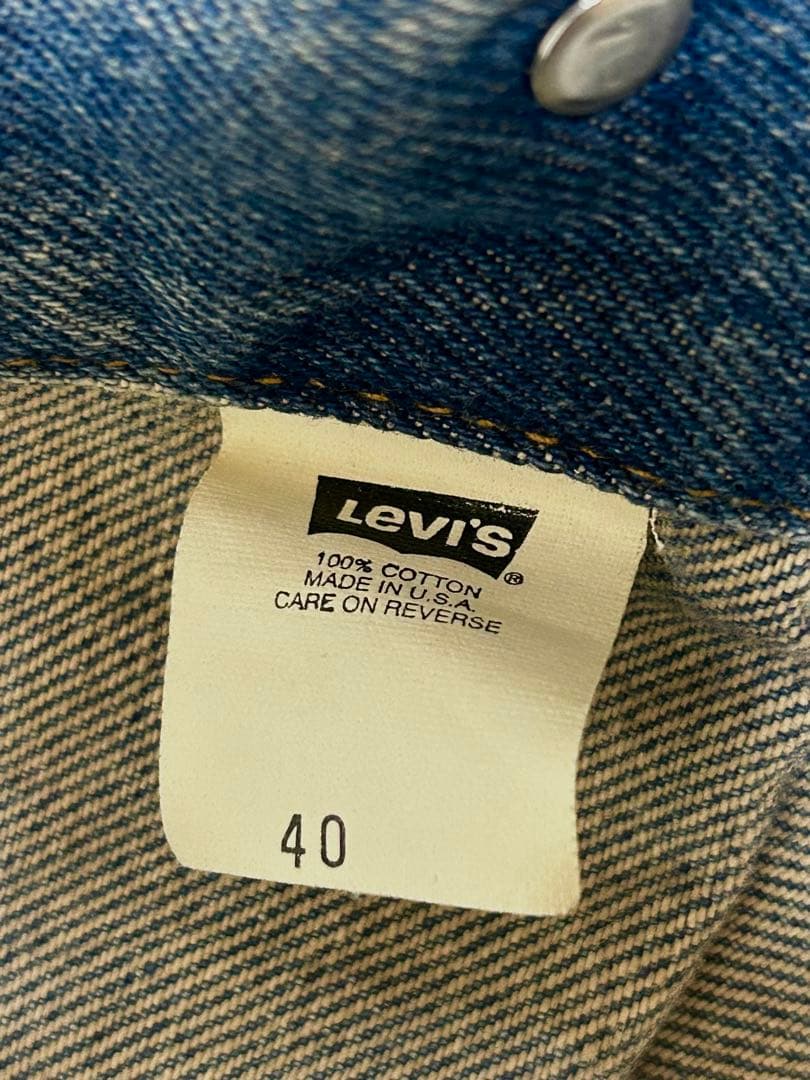 Levi's ®
100% COTTON
MADE IN U.S.A.
CARE ON REVERSE
40